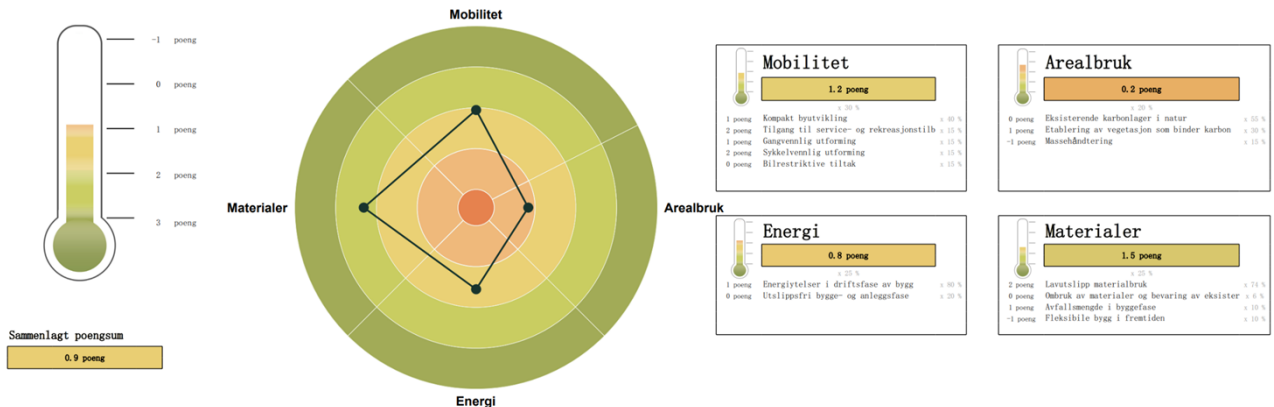 -1 poeng
0 poeng
1 poeng
2 poeng
3 poeng
Sammenlagt poengsum
0.9 poeng
Mobilitet
Materialer
Arealbruk
Energi
Mobilitet
1.2 poeng
x 30 %
1 poeng Kompakt byutvikling x 40 %
2 poeng Tilgang til service- og rekreasjonstilb x 15 %
1 poeng Gangvennlig utforming x 15 %
2 poeng Sykkelvennlig utforming x 15 %
0 poeng Bilrestriktive tiltak x 15 %
Arealbruk
0.2 poeng
x 20 %
0 poeng Eksisterende karbonlager i natur x 55 %
1 poeng Etablering av vegetasjon som binder karbon x 30 %
-1 poeng Massehåndtering x 15 %
Energi
0.8 poeng
x 25 %
1 poeng Energiytelser i driftsfase av bygg x 80 %
0 poeng Utslippsfri bygge- og anleggsfase x 20 %
Materialer
1.5 poeng
x 25 %
2 poeng Lavutslipp materialbruk x 74 %
0 poeng Ombruk av materialer og bevaring av eksister x 6 %
1 poeng Avfallsmengde i byggefase x 10 %
-1 poeng Fleksibile bygg i fremtiden x 10 %